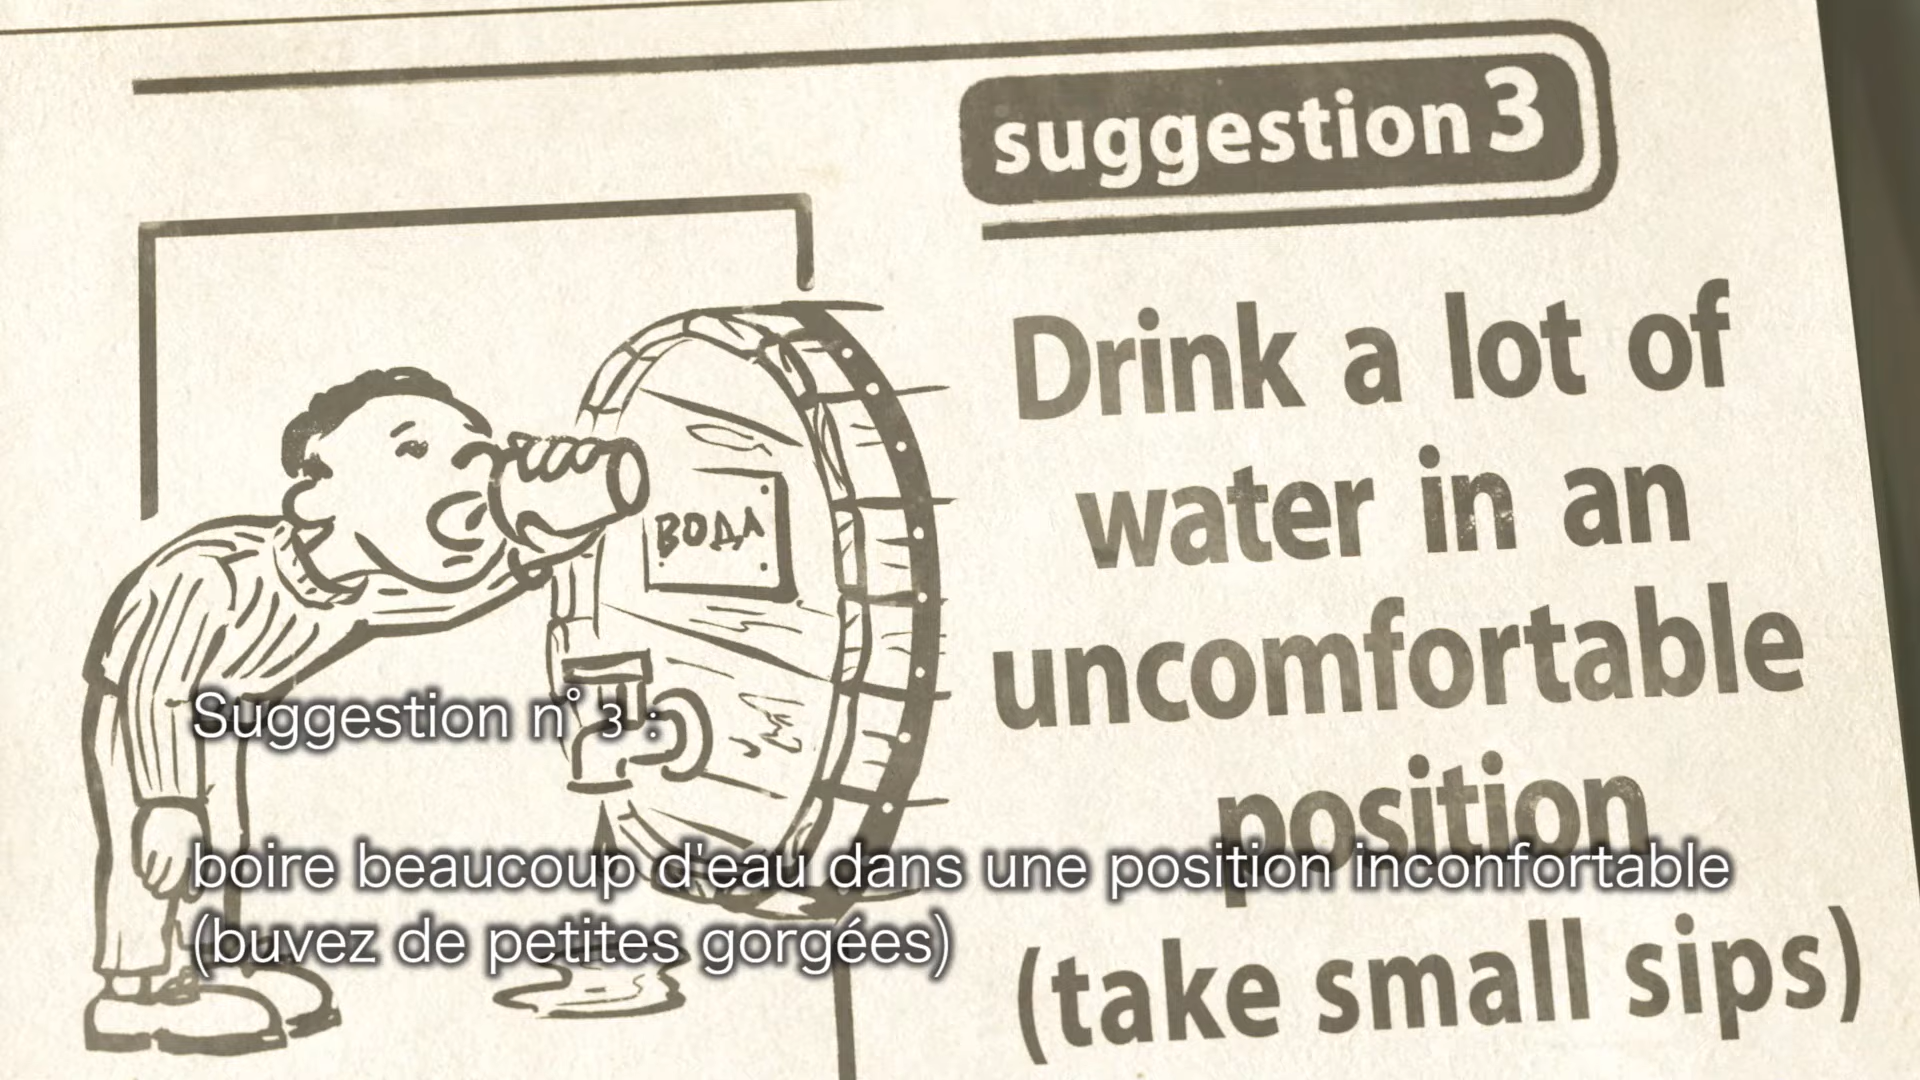 suggestion 3
Drink a lot of
water in an
uncomfortable
position
(take small sips)
ВОДА
Suggestion n° 3 :
boire beaucoup d'eau dans une position inconfortable
(buvez de petites gorgées)